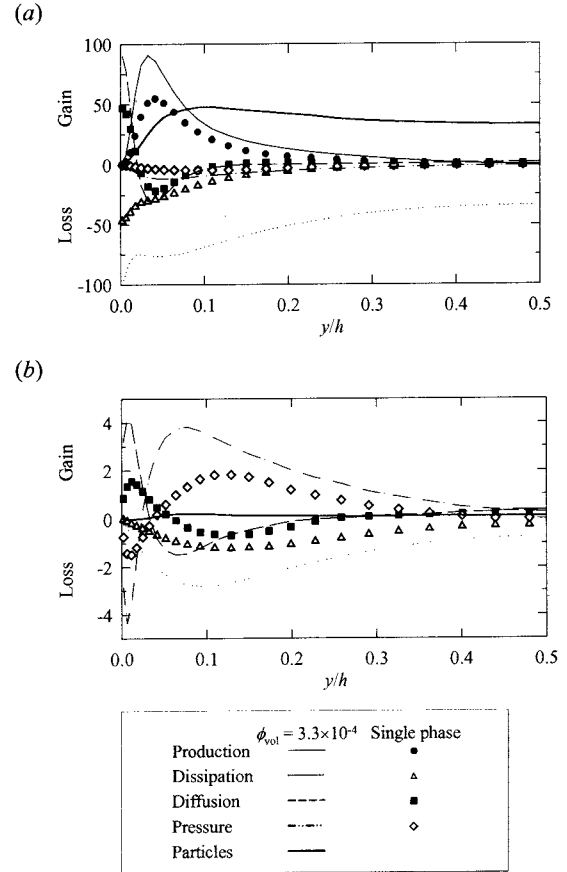 (a)
100
50
0
-50
-100
Gain
Loss
0.0 0.1 0.2 0.3 0.4 0.5
y/h
(b)
4
2
0
-2
-4
Gain
Loss
0.0 0.1 0.2 0.3 0.4 0.5
y/h
ϕvol = 3.3×10⁻⁴ Single phase
Production
Dissipation
Diffusion
Pressure
Particles